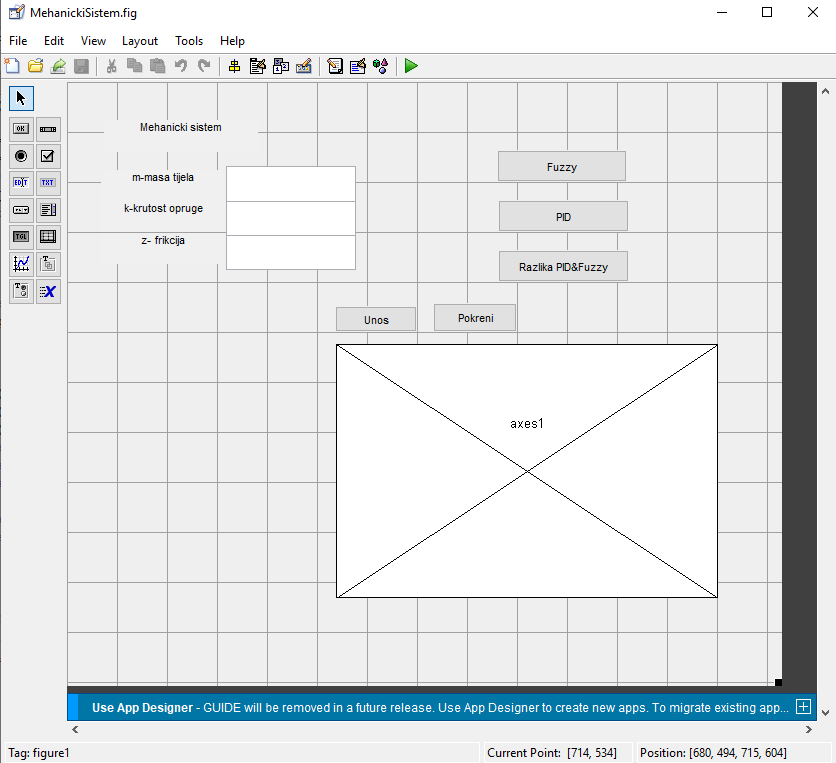 MehanickiSistem.fig
File Edit View Layout Tools Help
Mehanicki sistem
m-masa tijela
k-krutost opruge
z- frikcija
Fuzzy
PID
Razlika PID&Fuzzy
Unos
Pokreni
axes1
OK
EDIT
TXT
TGL
Use App Designer - GUIDE will be removed in a future release. Use App Designer to create new apps. To migrate existing app...
Tag: figure1
Current Point: [714, 534]
Position: [680, 494, 715, 604]